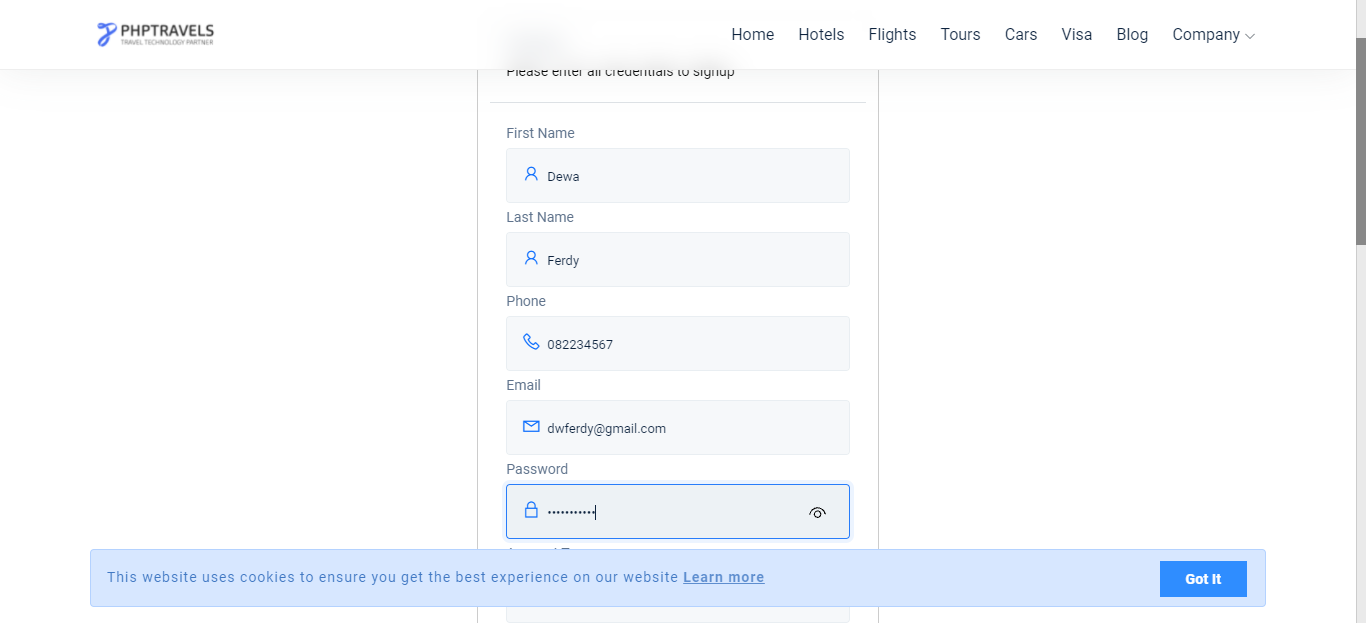 PHPTRAVELS
TRAVEL TECHNOLOGY PARTNER
Home Hotels Flights Tours Cars Visa Blog Company
Please enter all credentials to signup
First Name
Dewa
Last Name
Ferdy
Phone
082234567
Email
dwferdy@gmail.com
Password
•••••••••••
This website uses cookies to ensure you get the best experience on our website Learn more
Got It